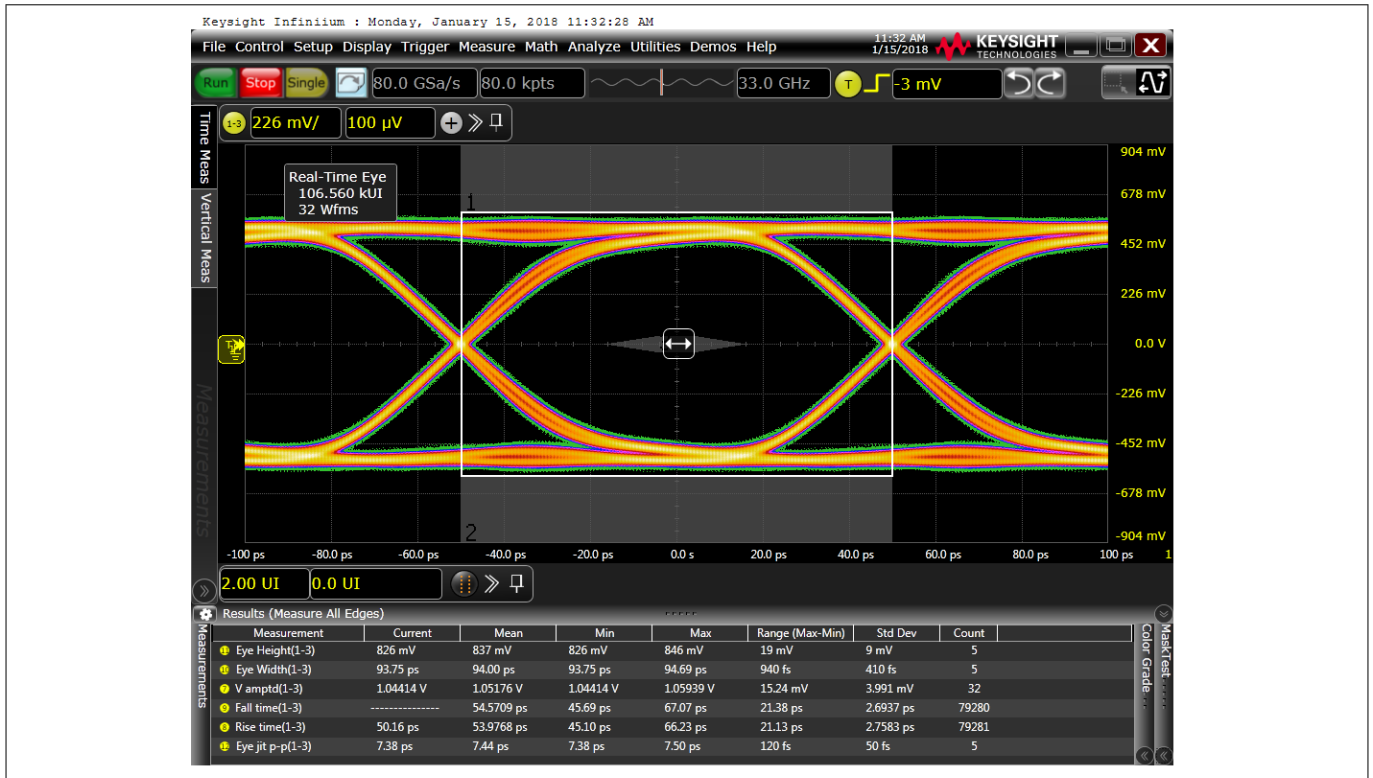 Keysight Infiniium : Monday, January 15, 2018 11:32:28 AM
File Control Setup Display Trigger Measure Math Analyze Utilities Demos Help
11:32 AM
1/15/2018
KEYSIGHT
TECHNOLOGIES
X
Run Stop Single 80.0 GSa/s 80.0 kpts 33.0 GHz T -3 mV
1-3 226 mV/ 100 µV +
Time Meas
Vertical Meas
Measurements
Real-Time Eye
106.560 kUI
32 Wfms
1
2
904 mV
678 mV
452 mV
226 mV
0.0 V
-226 mV
-452 mV
-678 mV
-904 mV
-100 ps -80.0 ps -60.0 ps -40.0 ps -20.0 ps 0.0 s 20.0 ps 40.0 ps 60.0 ps 80.0 ps 100 ps 1
2.00 UI 0.0 UI
Results (Measure All Edges)
Measurements
Measurement Current Mean Min Max Range (Max-Min) Std Dev Count
Eye Height(1-3) 826 mV 837 mV 826 mV 846 mV 19 mV 9 mV 5
Eye Width(1-3) 93.75 ps 94.00 ps 93.75 ps 94.69 ps 940 fs 410 fs 5
V amptd(1-3) 1.04414 V 1.05176 V 1.04414 V 1.05939 V 15.24 mV 3.991 mV 32
Fall time(1-3) --------------- 54.5709 ps 45.69 ps 67.07 ps 21.38 ps 2.6937 ps 79280
Rise time(1-3) 50.16 ps 53.9768 ps 45.10 ps 66.23 ps 21.13 ps 2.7583 ps 79281
Eye jit p-p(1-3) 7.38 ps 7.44 ps 7.38 ps 7.50 ps 120 fs 50 fs 5
Color Grade . . .
MaskTest . . . .